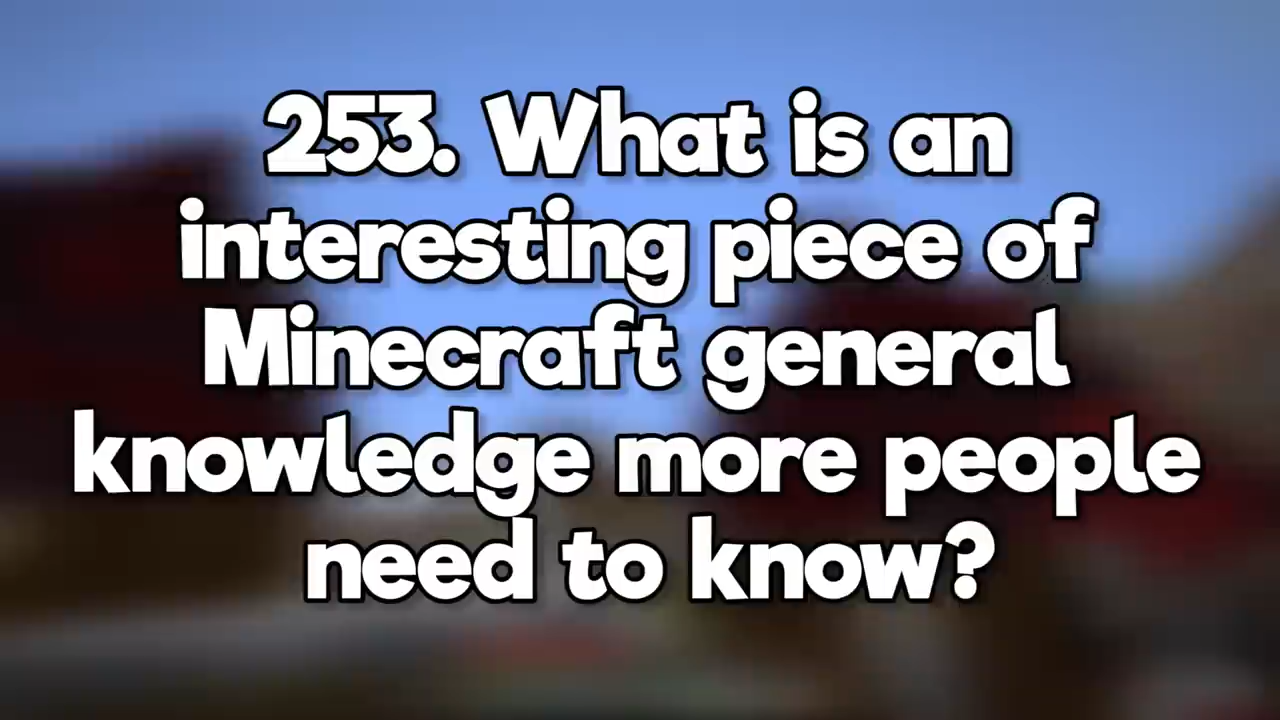 253. What is an
interesting piece of
Minecraft general
knowledge more people
need to know?